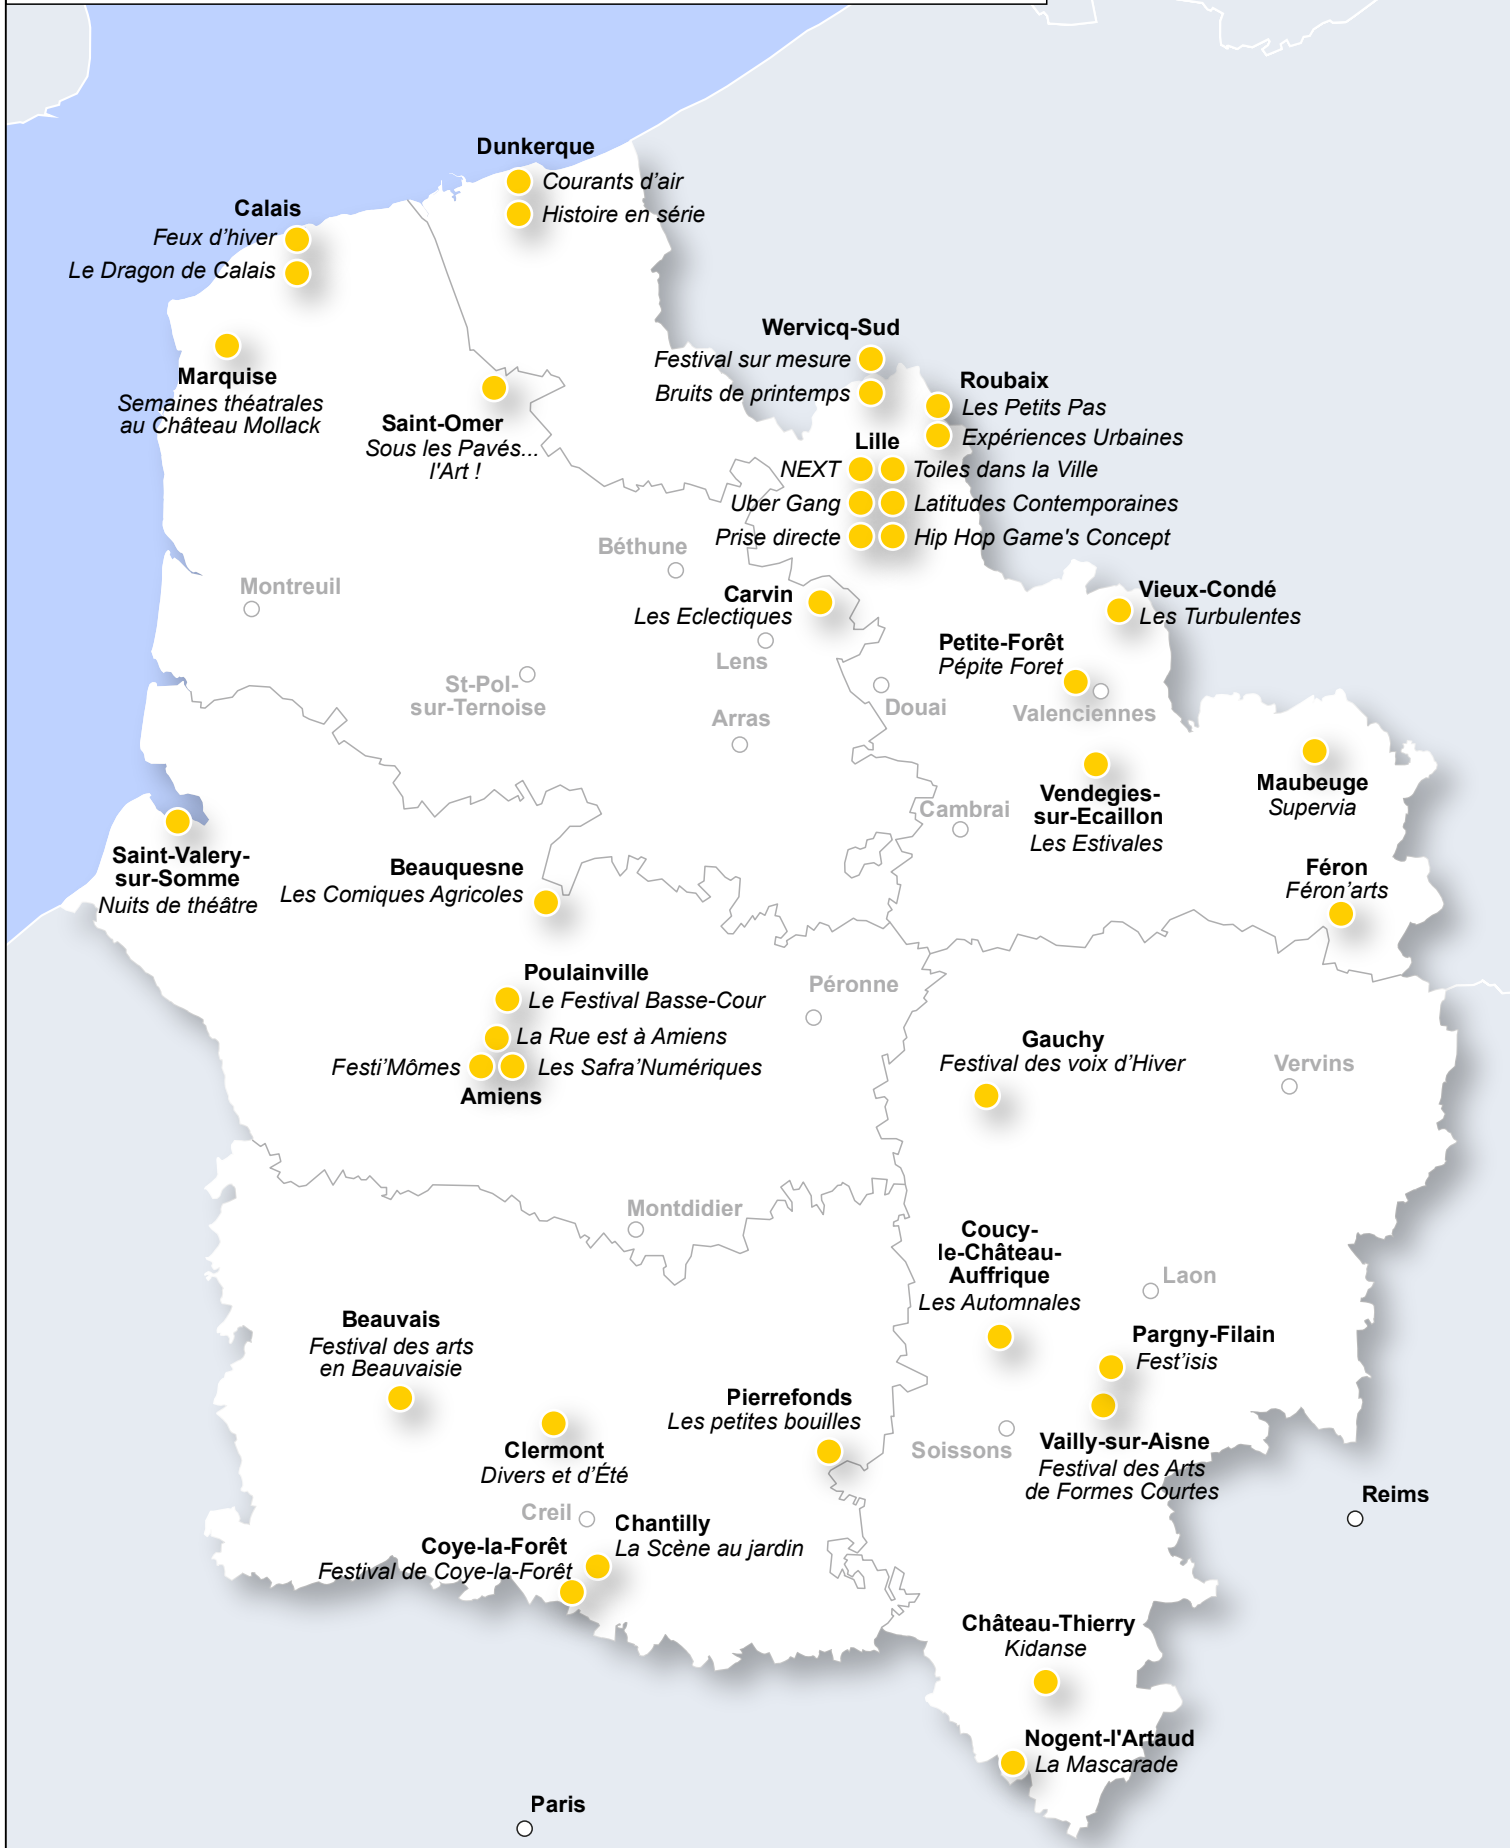 Dunkerque
Courants d’air
Histoire en série
Calais
Feux d’hiver
Le Dragon de Calais
Marquise
Semaines théatrales
au Château Mollack
Saint-Omer
Sous les Pavés...
l'Art !
Wervicq-Sud
Festival sur mesure
Bruits de printemps
Roubaix
Les Petits Pas
Expériences Urbaines
Lille
NEXT
Toiles dans la Ville
Uber Gang
Latitudes Contemporaines
Prise directe
Hip Hop Game's Concept
Béthune
Montreuil
Carvin
Les Eclectiques
Lens
Vieux-Condé
Les Turbulentes
Petite-Forêt
Pépite Foret
St-Pol-
sur-Ternoise
Arras
Douai
Valenciennes
Maubeuge
Supervia
Vendegies-
sur-Ecaillon
Les Estivales
Cambrai
Saint-Valery-
sur-Somme
Nuits de théâtre
Beauquesne
Les Comiques Agricoles
Féron
Féron’arts
Poulainville
Le Festival Basse-Cour
La Rue est à Amiens
Festi’Mômes
Les Safra’Numériques
Amiens
Péronne
Gauchy
Festival des voix d’Hiver
Vervins
Montdidier
Coucy-
le-Château-
Auffrique
Les Automnales
Laon
Beauvais
Festival des arts
en Beauvaisie
Pargny-Filain
Fest’isis
Pierrefonds
Les petites bouilles
Clermont
Divers et d’Été
Soissons
Vailly-sur-Aisne
Festival des Arts
de Formes Courtes
Reims
Creil
Chantilly
La Scène au jardin
Coye-la-Forêt
Festival de Coye-la-Forêt
Château-Thierry
Kidanse
Nogent-l'Artaud
La Mascarade
Paris